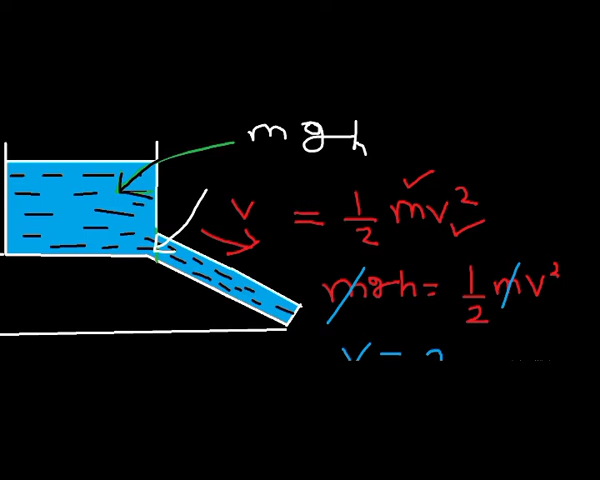 mgh
v = 1/2 mv²
mgh = 1/2 mv²
v =